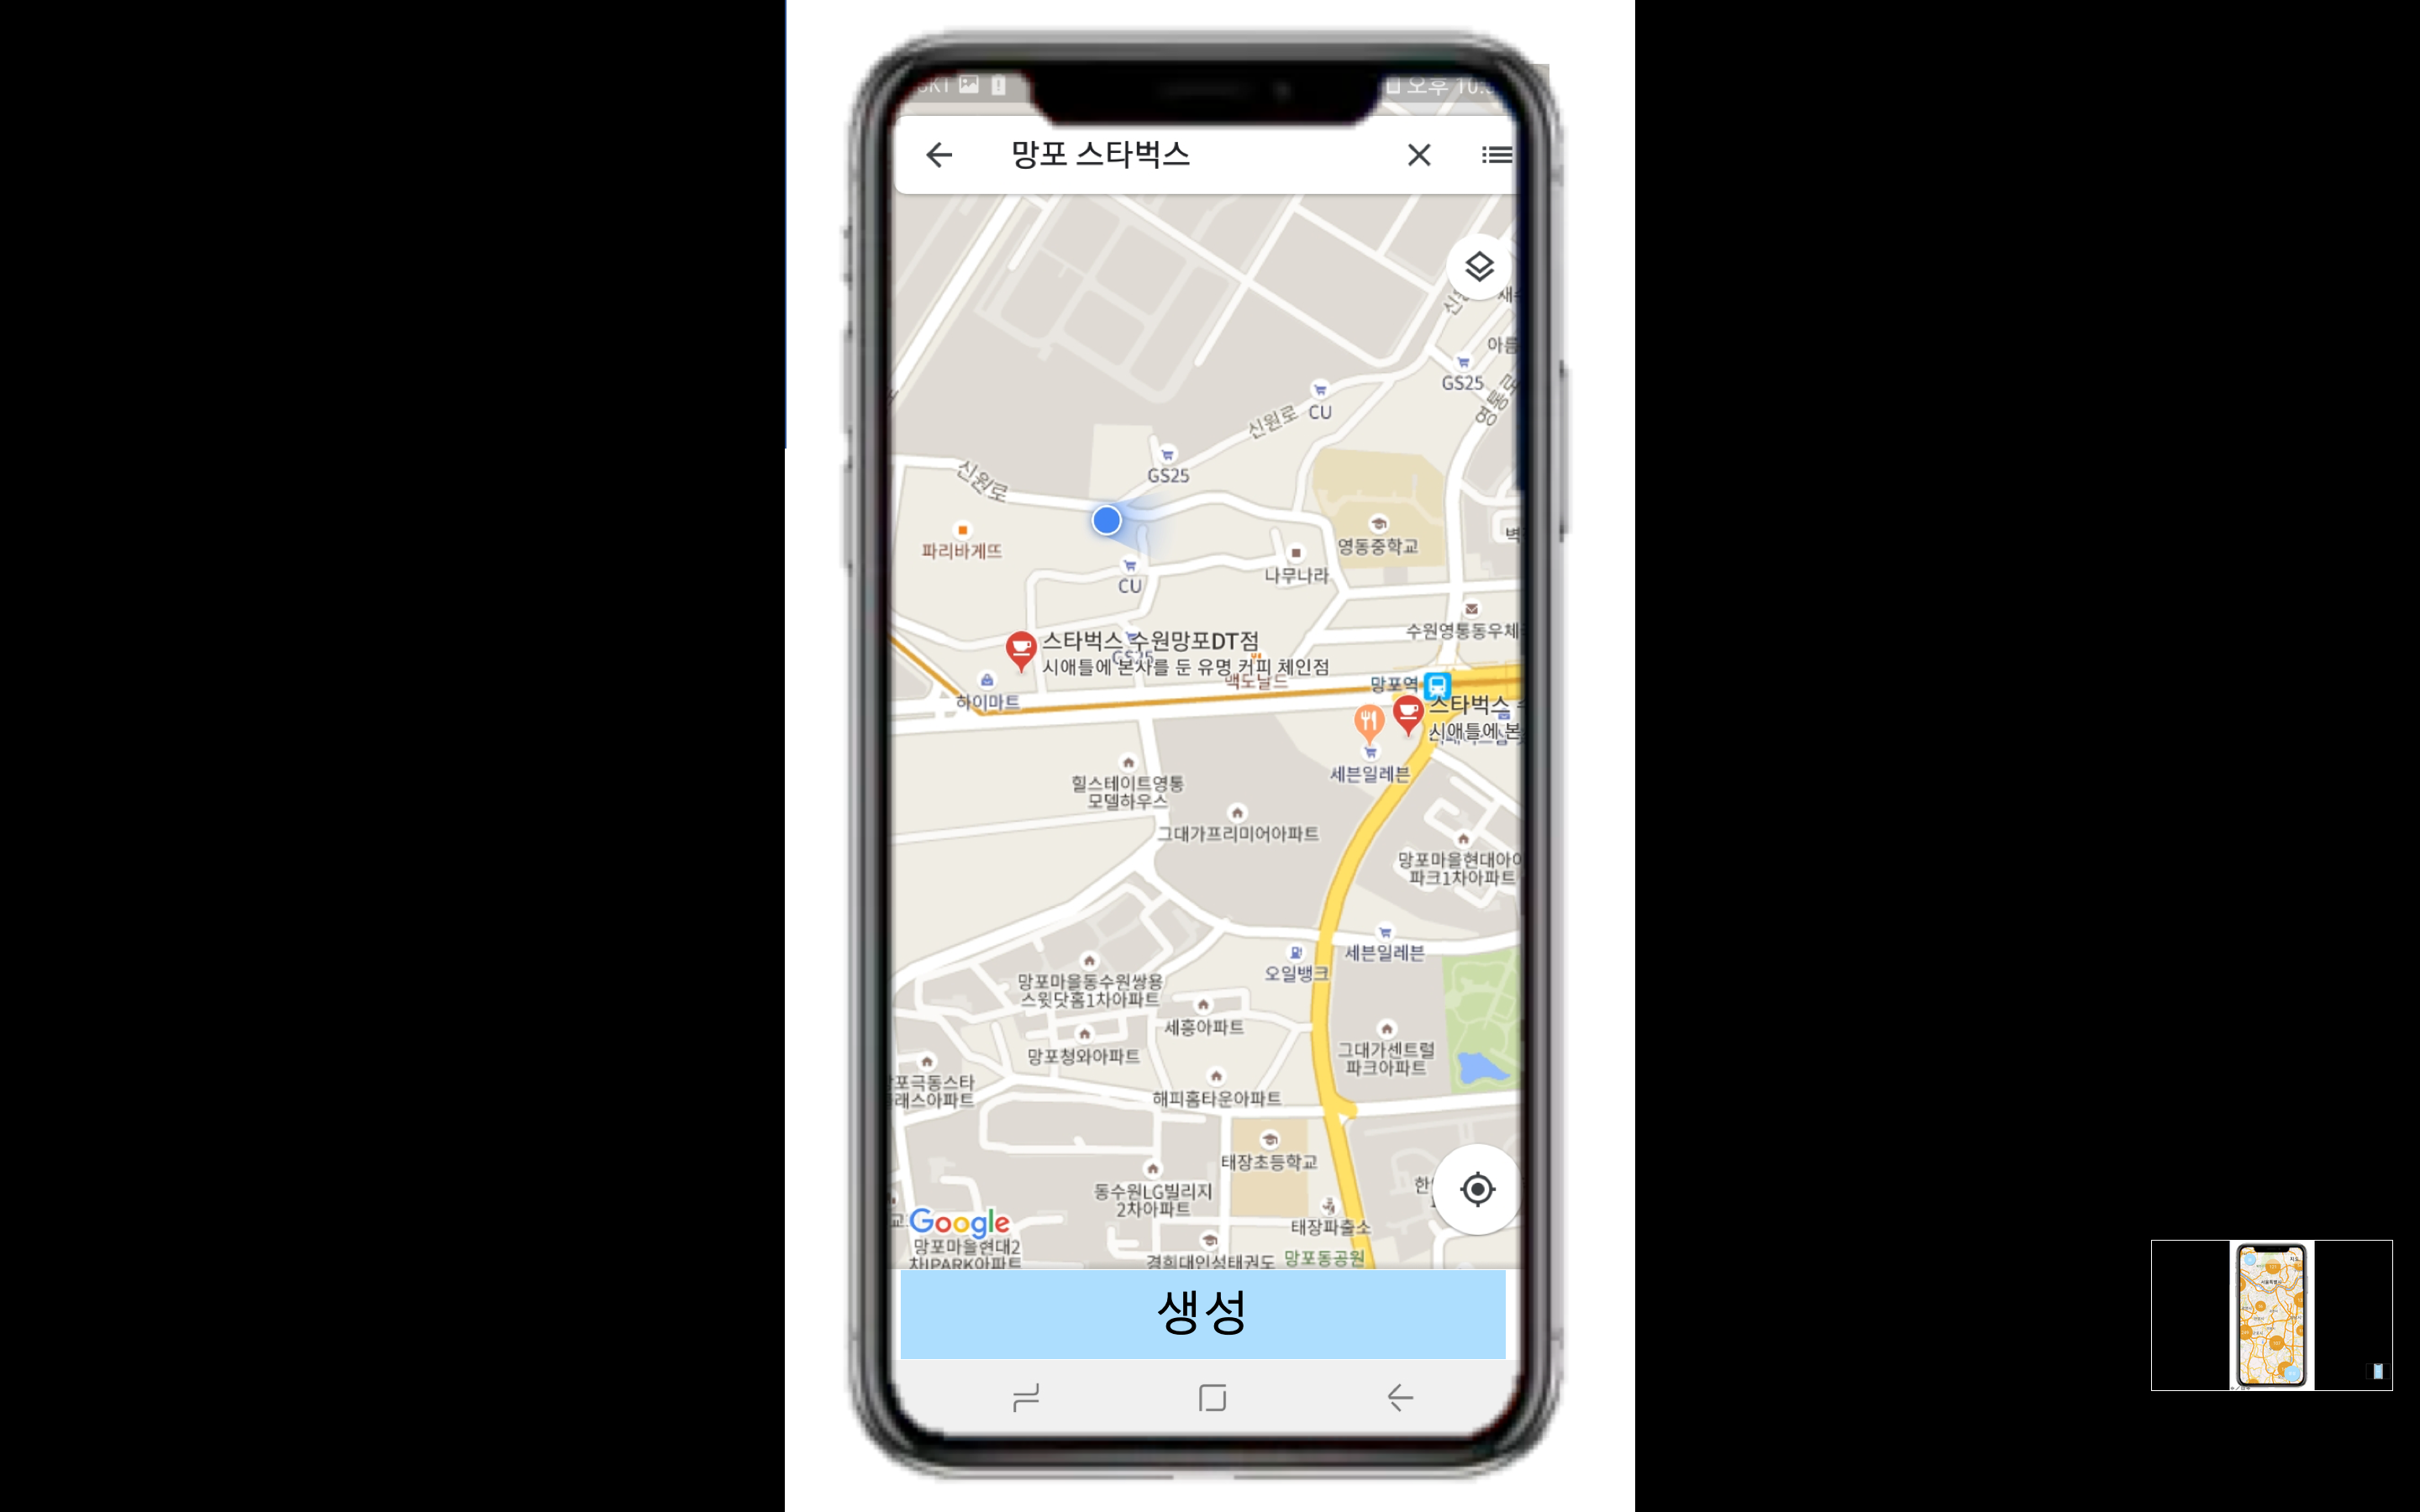 오후 10:
망포 스타벅스
GS25
CU
신원로
영통로
GS25
신원로
파리바게뜨
영동중학교
나무나라
CU
수원영통동우체
스타벅스 수원망포DT점
GS25
시애틀에 본사를 둔 유명 커피 체인점
맥도날드
망포역
하이마트
스타벅스
시애틀에 본
세븐일레븐
힐스테이트영통
모델하우스
그대가프리미어아파트
망포마을현대아이
파크1차아파트
세븐일레븐
오일뱅크
망포마을동수원쌍용
스윗닷홈1차아파트
세흥아파트
망포청와아파트
그대가센트럴
파크아파트
망포극동스타
클래스아파트
해피홈타운아파트
태장초등학교
동수원LG빌리지
2차아파트
태장파출소
Google
망포마을현대2
차IPARK아파트
경희대인성태권도
망포동공원
생성